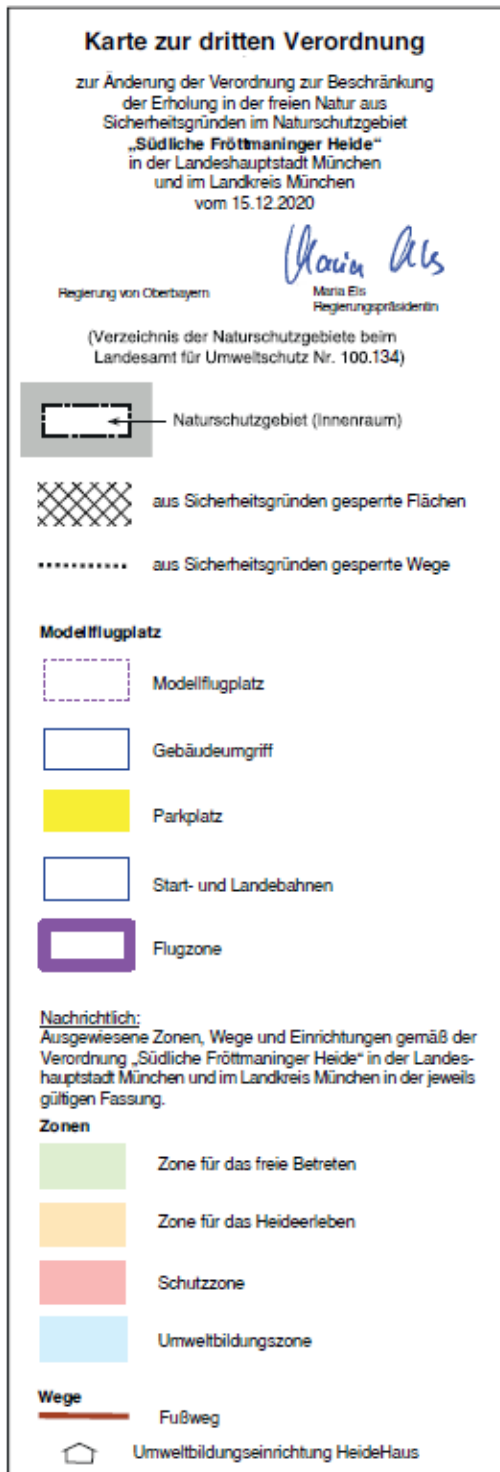 Karte zur dritten Verordnung
zur Änderung der Verordnung zur Beschränkung
der Erholung in der freien Natur aus
Sicherheitsgründen im Naturschutzgebiet
„Südliche Fröttmaninger Heide“
in der Landeshauptstadt München
und im Landkreis München
vom 15.12.2020
Maria Els
Regierung von Oberbayern
Maria Els
Regierungspräsidentin
(Verzeichnis der Naturschutzgebiete beim
Landesamt für Umweltschutz Nr. 100.134)
Naturschutzgebiet (Innenraum)
aus Sicherheitsgründen gesperrte Flächen
aus Sicherheitsgründen gesperrte Wege
Modellflugplatz
Modellflugplatz
Gebäudeumgriff
Parkplatz
Start- und Landebahnen
Flugzone
Nachrichtlich:
Ausgewiesene Zonen, Wege und Einrichtungen gemäß der
Verordnung „Südliche Fröttmaninger Heide“ in der Landes-
hauptstadt München und im Landkreis München in der jeweils
gültigen Fassung.
Zonen
Zone für das freie Betreten
Zone für das Heideerleben
Schutzzone
Umweltbildungszone
Wege
Fußweg
Umweltbildungseinrichtung HeideHaus